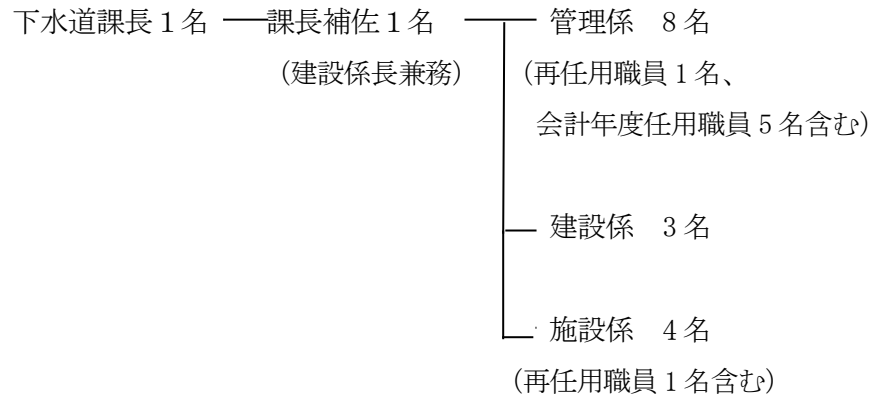 下水道課長１名 課長補佐１名 管理係　8名
（建設係長兼務） （再任用職員1名、
会計年度任用職員5名含む）
建設係　3名
施設係　4名
（再任用職員1名含む）